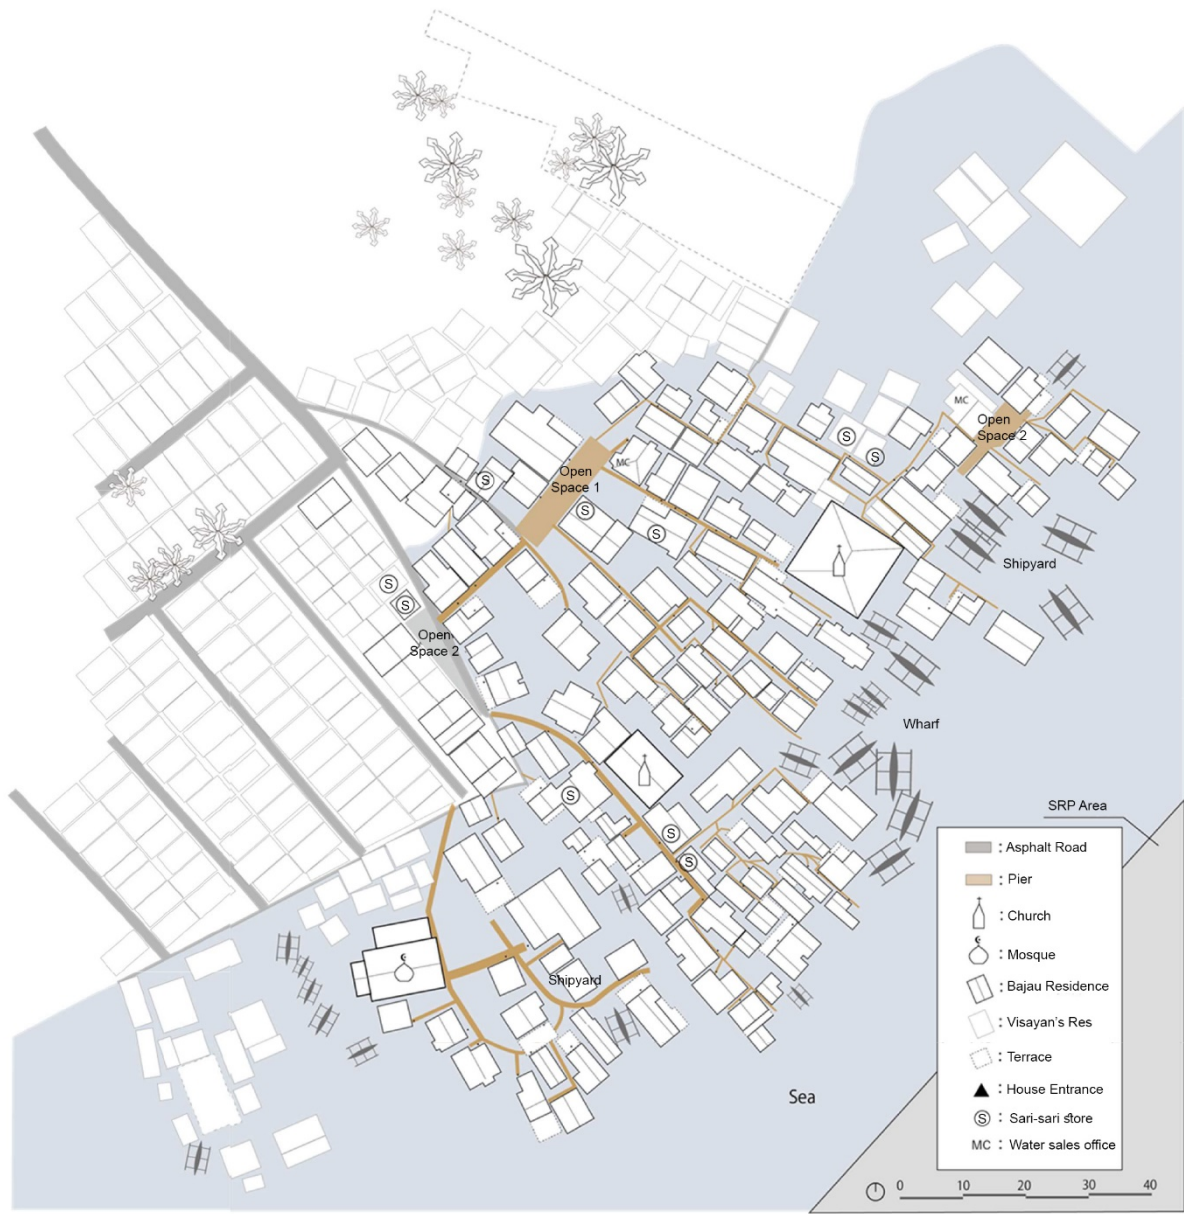 MC
Open
Space 2
S
S
Open
Space 1
MC
S
S
S
Shipyard
S
S
Open
Space 2
Wharf
S
SRP Area
S
S
Shipyard
Sea
: Asphalt Road
: Pier
: Church
: Mosque
: Bajau Residence
: Visayan's Res
: Terrace
: House Entrance
S : Sari-sari store
MC : Water sales office
0 10 20 30 40